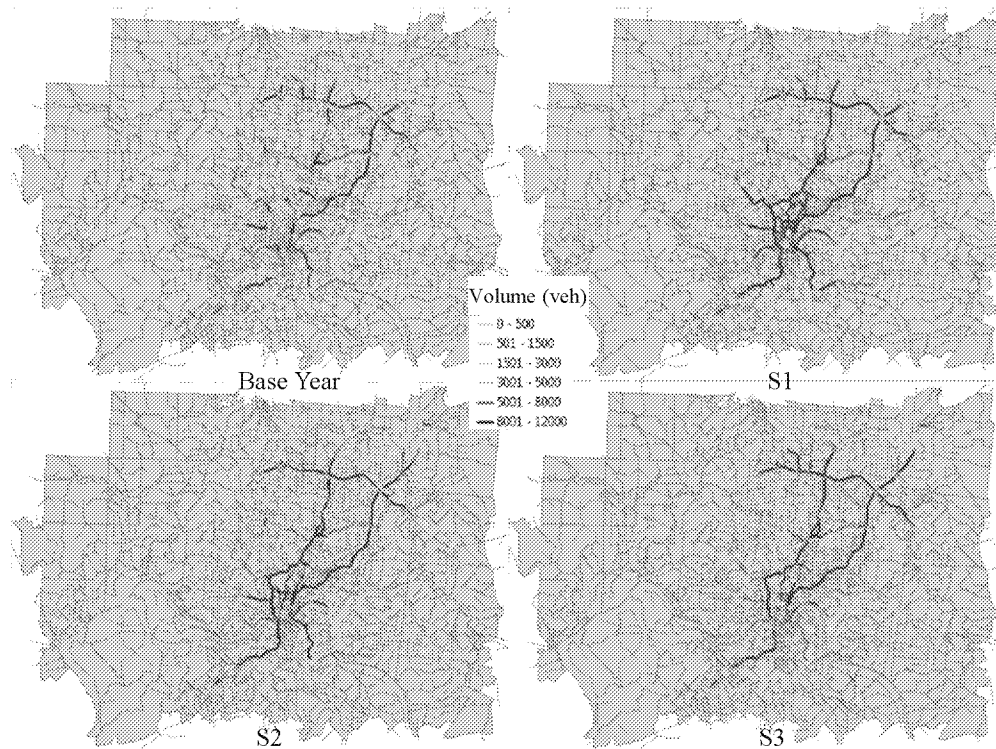 Volume (veh)
0 - 500
501 - 1500
1501 - 3000
3001 - 5000
5001 - 8000
8001 - 12000
Base Year
S1
S2
S3